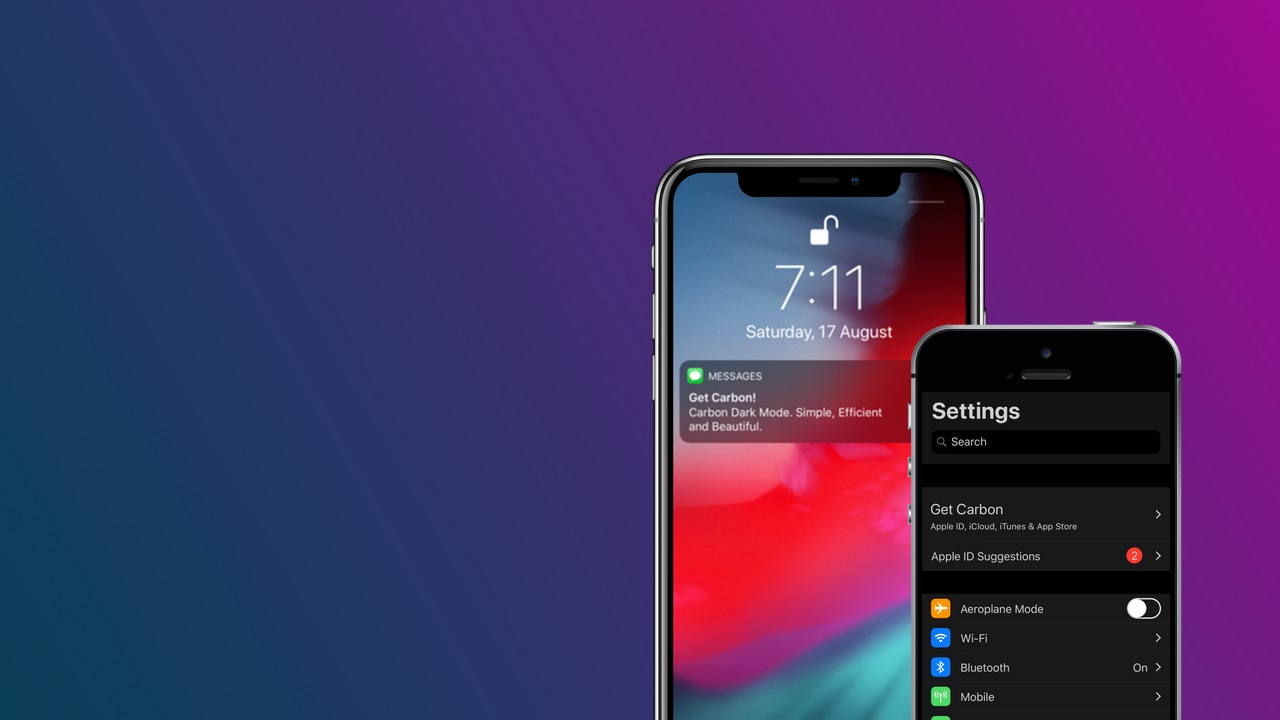 7:11
Saturday, 17 August
MESSAGES
Get Carbon!
Carbon Dark Mode. Simple, Efficient
and Beautiful.
Settings
Search
Get Carbon
Apple ID, iCloud, iTunes & App Store
Apple ID Suggestions 2
Aeroplane Mode
Wi-Fi
Bluetooth On
Mobile